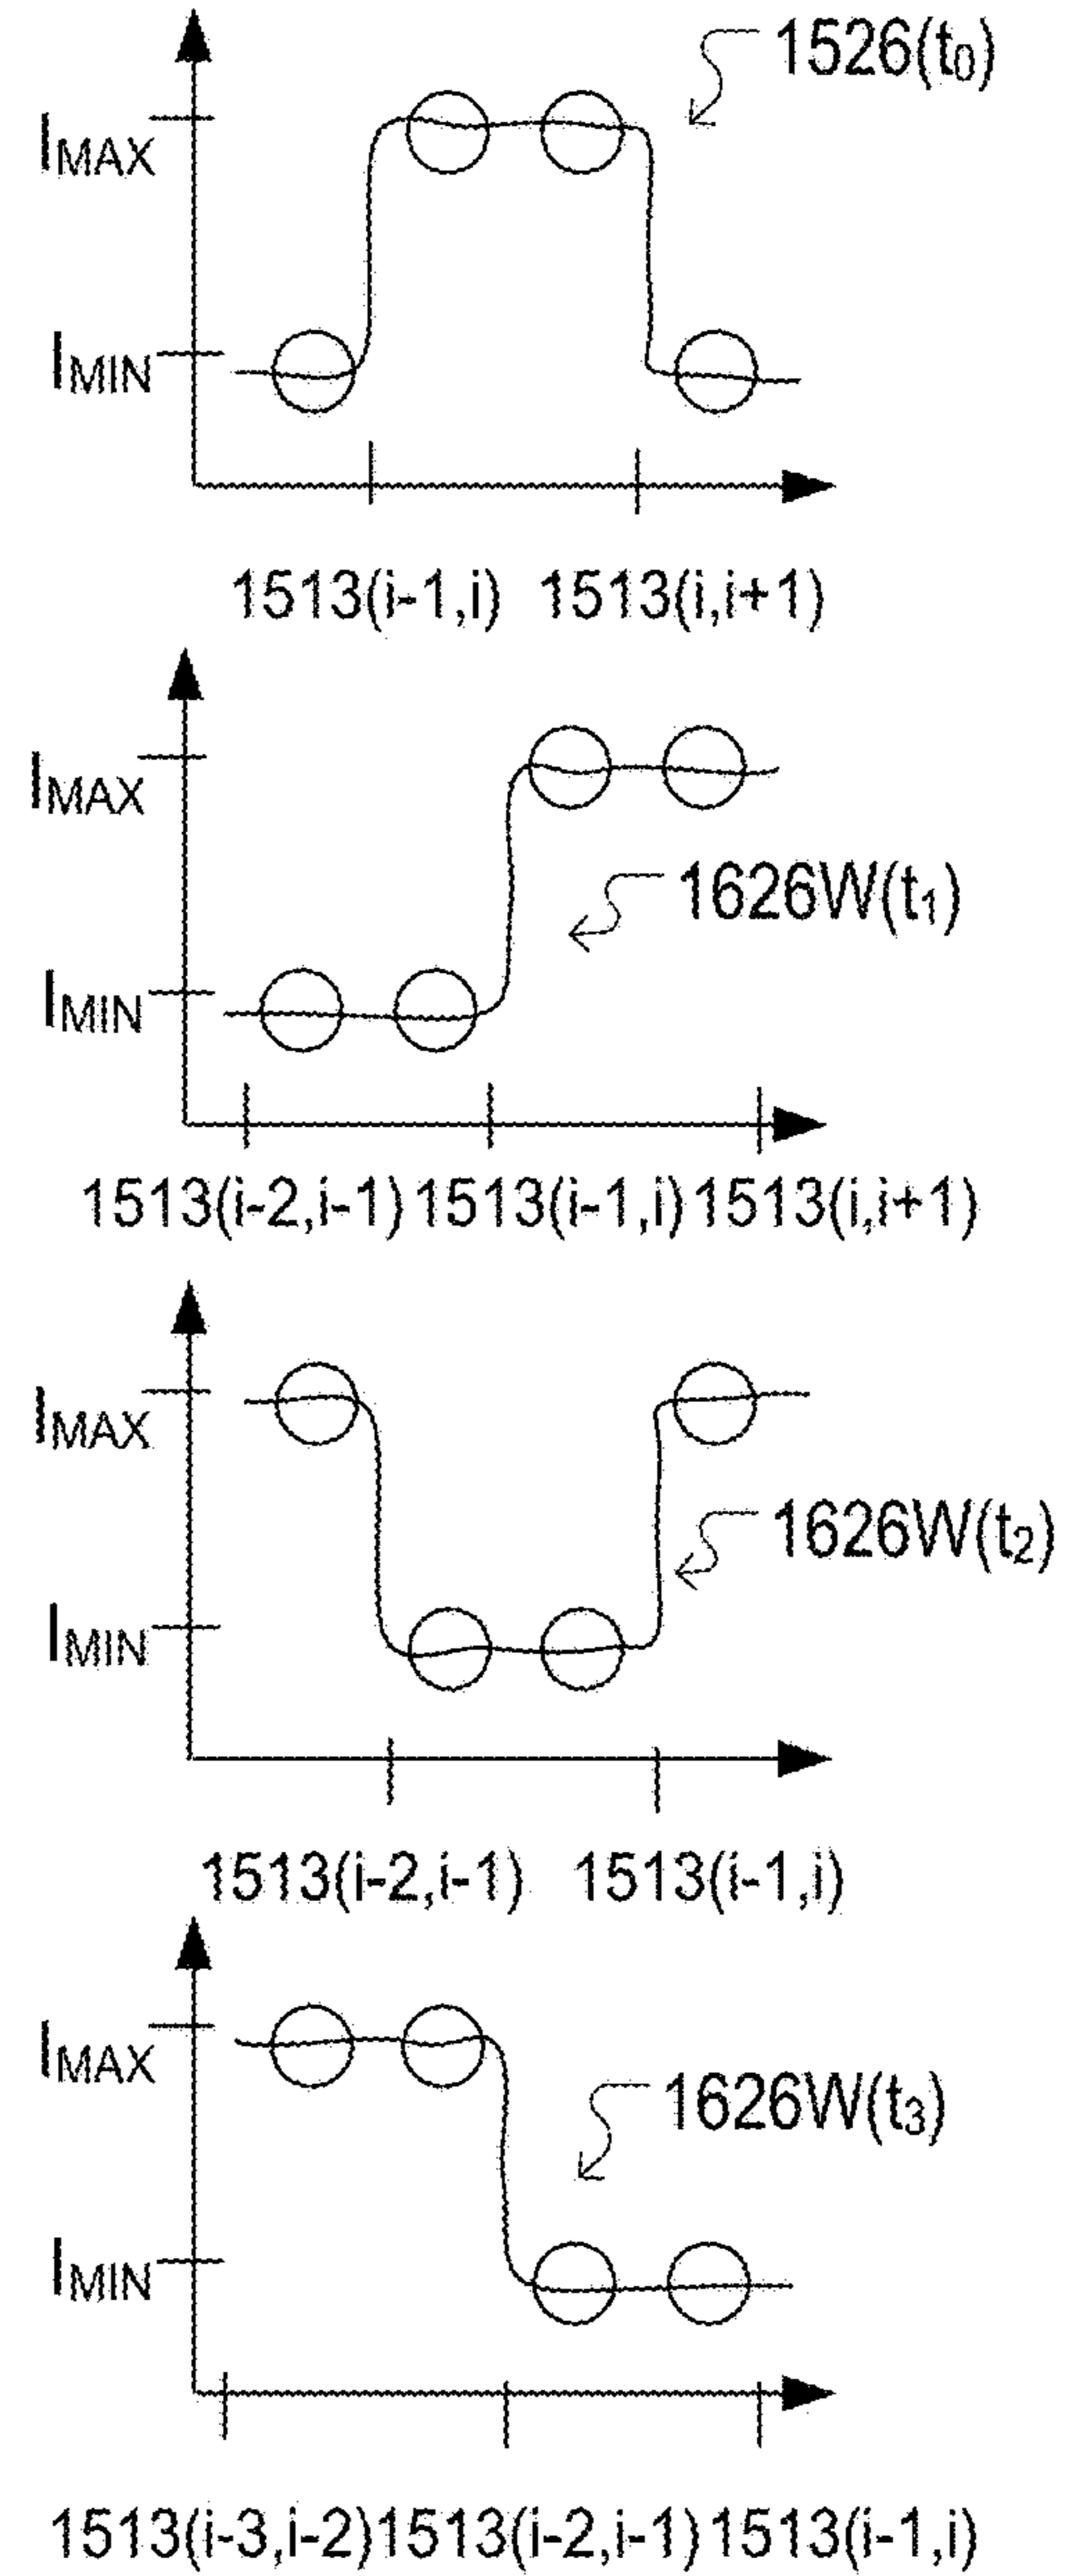 1526(t0)
IMAX
IMIN
1513(i-1,i) 1513(i,i+1)
IMAX
1626W(t1)
IMIN
1513(i-2,i-1) 1513(i-1,i) 1513(i,i+1)
IMAX
1626W(t2)
IMIN
1513(i-2,i-1) 1513(i-1,i)
IMAX
1626W(t3)
IMIN
1513(i-3,i-2) 1513(i-2,i-1) 1513(i-1,i)